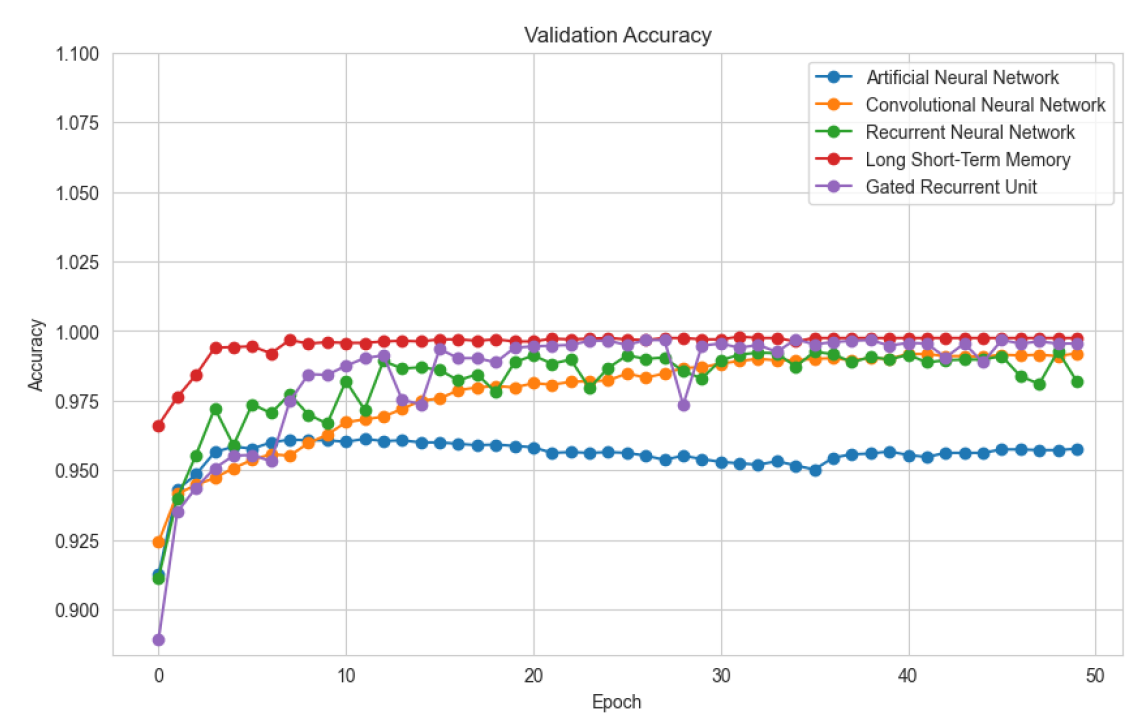 Validation Accuracy
1.100
1.075
1.050
1.025
1.000
0.975
0.950
0.925
0.900
Accuracy
Artificial Neural Network
Convolutional Neural Network
Recurrent Neural Network
Long Short-Term Memory
Gated Recurrent Unit
0 10 20 30 40 50
Epoch